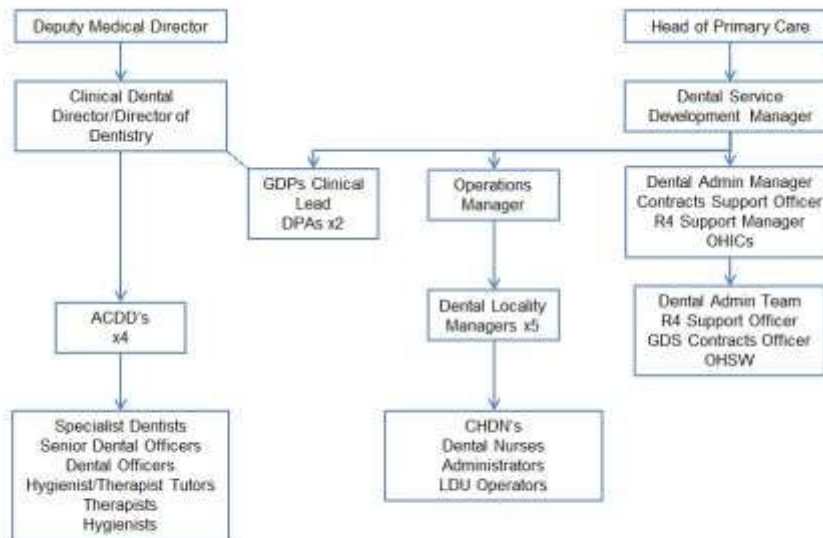 Deputy Medical Director
Head of Primary Care
Clinical Dental
Director/Director of
Dentistry
Dental Service
Development Manager
GDPs Clinical
Lead
DPAs x2
Operations
Manager
Dental Admin Manager
Contracts Support Officer
R4 Support Manager
OHICs
ACDD's
x4
Dental Locality
Managers x5
Dental Admin Team
R4 Support Officer
GDS Contracts Officer
OHSW
Specialist Dentists
Senior Dental Officers
Dental Officers
Hygienist/Therapist Tutors
Therapists
Hygienists
CHDN's
Dental Nurses
Administrators
LDU Operators